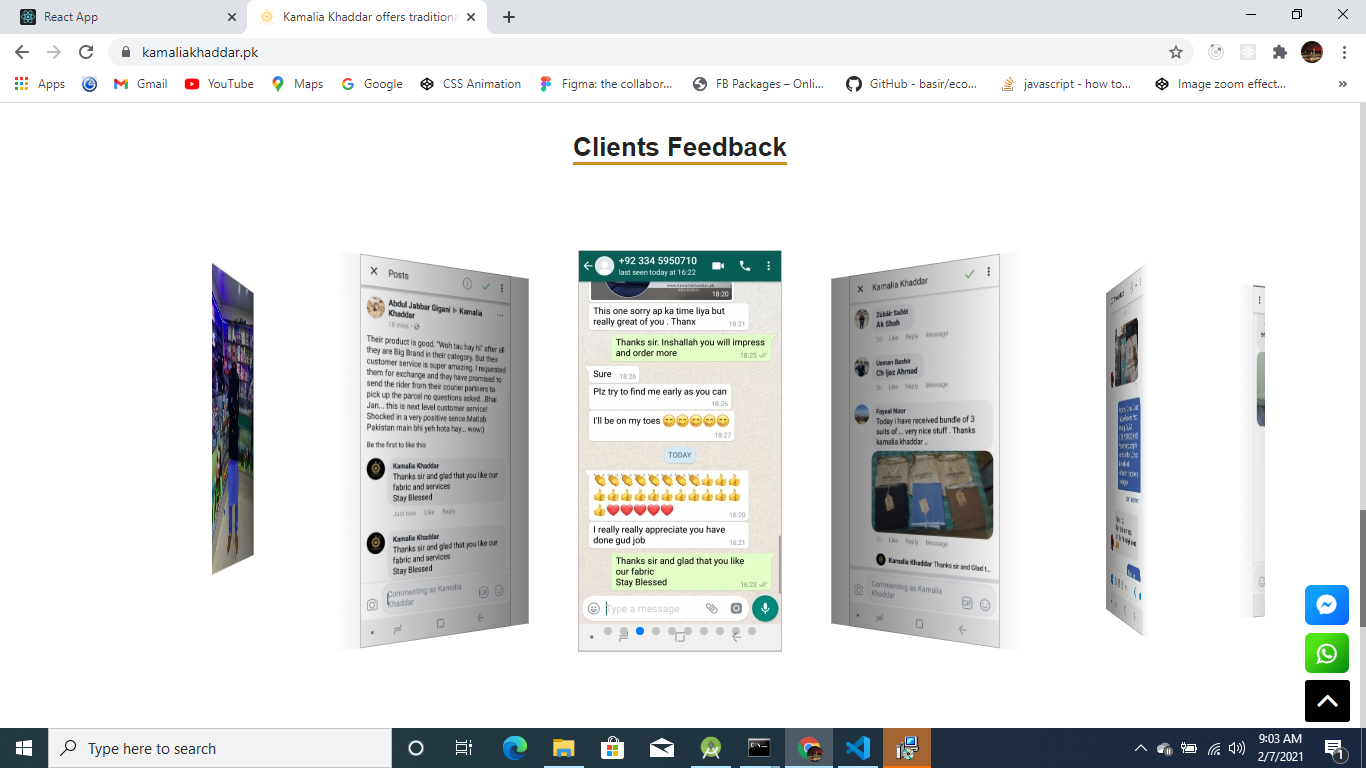 React App
Kamalia Khaddar offers traditiona
kamaliakhaddar.pk
Apps
Gmail
YouTube
Maps
Google
CSS Animation
Figma: the collabor...
FB Packages – Onli...
GitHub - basir/eco...
javascript - how to...
Image zoom effect...
»
Clients Feedback
Posts
Abdul Jabbar Gigani ▸ Kamalia
Khaddar
18 mins
Their product is good. "Woh tau hay hi" after all
they are Big Brand in their category. But their
customer service is super amazing. I requested
them for exchange and they have promised to
send the rider from their courier partners to
pick up the parcel no questions asked...Bhai
Jan... this is next level customer service!
Shocked in a very positive sence.Matlab
Pakistan main bhi yeh hota hay... wow:)
Be the first to like this
Kamalia Khaddar
Thanks sir and glad that you like our
fabric and services
Stay Blessed
Just now Like Reply
Kamalia Khaddar
Thanks sir and glad that you like our
fabric and services
Stay Blessed
Commenting as Kamalia
Khaddar
GIF
+92 334 5950710
last seen today at 16:22
www.kamaliakhaddar.pk
18:20
This one sorry ap ka time liya but
really great of you . Thanx
18:21
Thanks sir. Inshallah you will impress
and order more
18:25
Sure
18:26
Plz try to find me early as you can
18:26
I'll be on my toes 😊😊😊😊😊
18:27
TODAY
👏👏👏👏👏👏👏👏👍👍👍
👍👍👍👍👍👍👍👍👍👍👍
👍❤❤❤❤❤
16:20
I really really appreciate you have
done gud job
16:21
Thanks sir and glad that you like
our fabric
Stay Blessed
16:23
Type a message
Kamalia Khaddar
Zùbáir Sabìr
Ak Shah
Like Reply Message
Usman Bashir
Ch Ijaz Ahmad
3h Like Reply Message
Faysal Noor
Today i have received bundle of 3
suits of ... very nice stuff . Thanks
kamalia khaddar ..
1h Like Reply Message
Kamalia Khaddar Thanks sir and Glad t...
Commenting as Kamalia
Khaddar
GIF
Type here to search
9:03 AM
2/7/2021
1